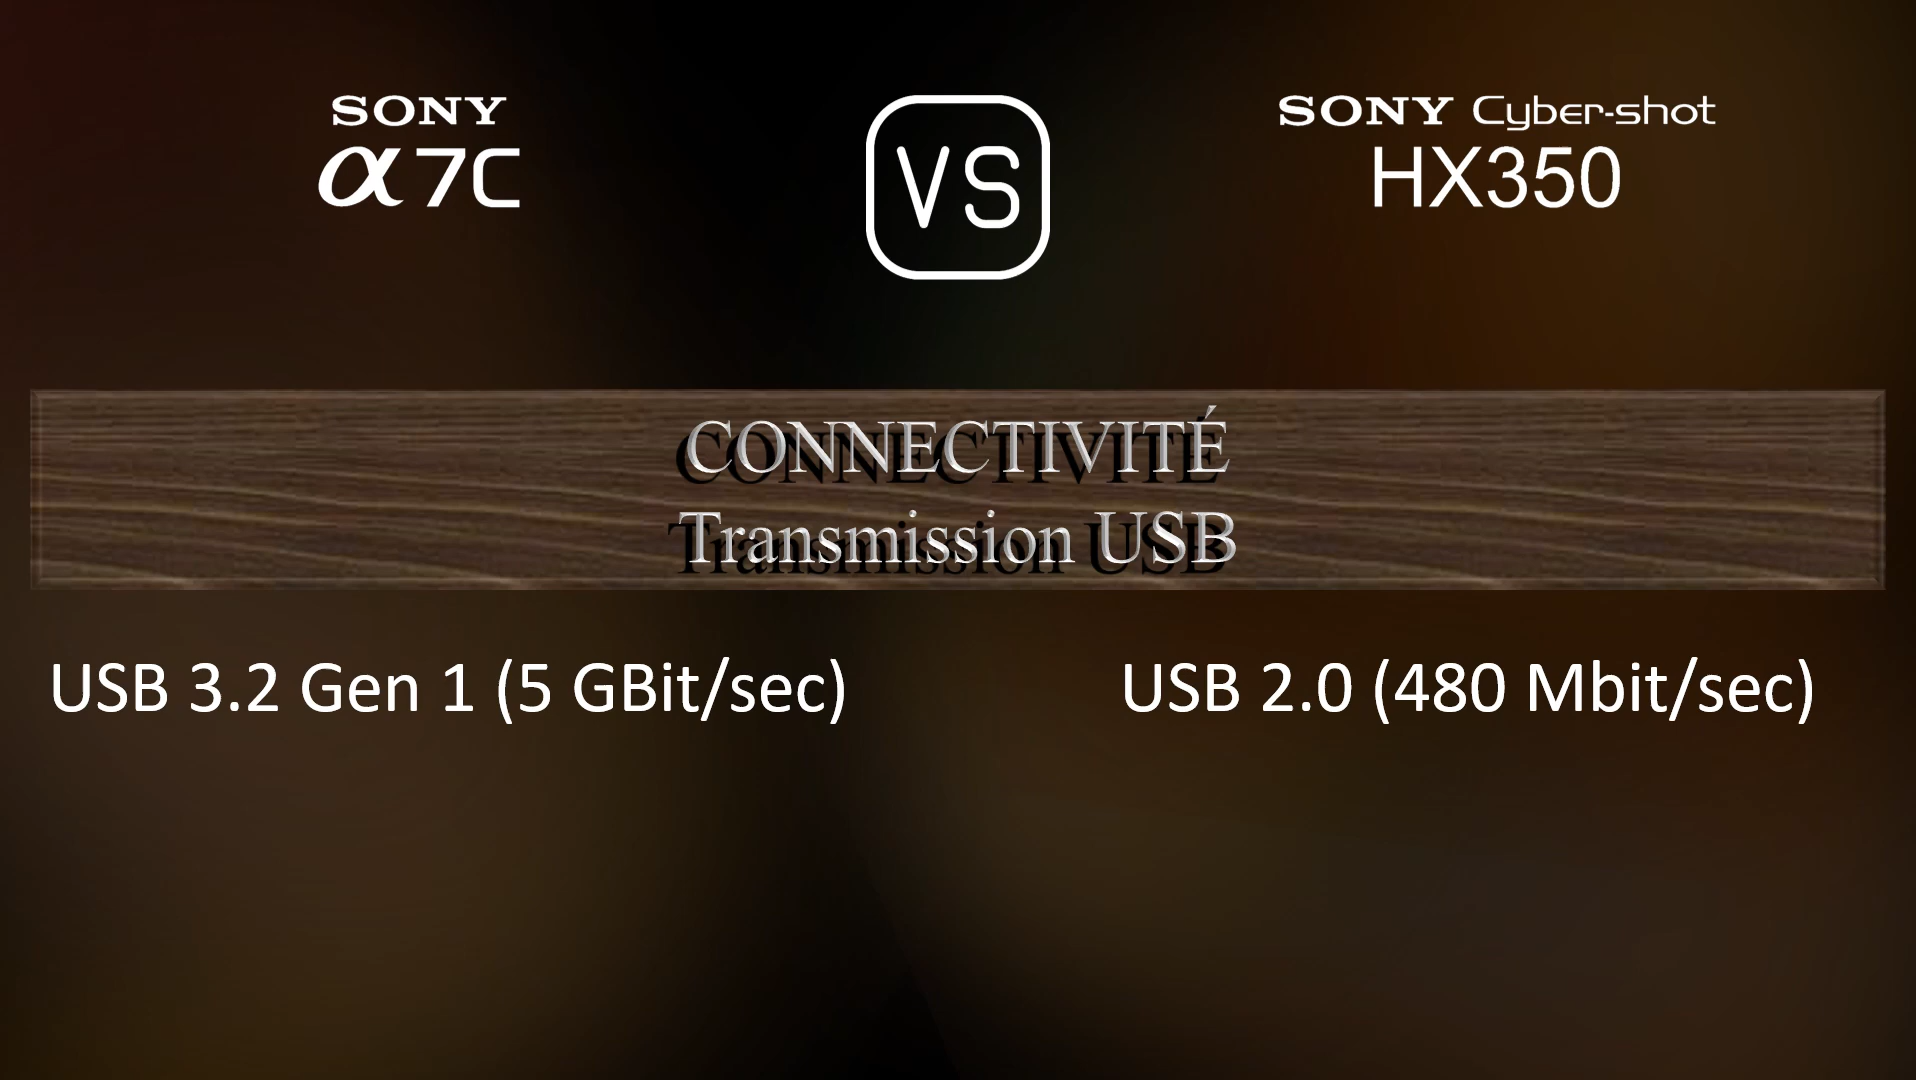 SONY
α7C
VS
SONY Cyber-shot
HX350
CONNECTIVITÉ
Transmission USB
USB 3.2 Gen 1 (5 GBit/sec)
USB 2.0 (480 Mbit/sec)